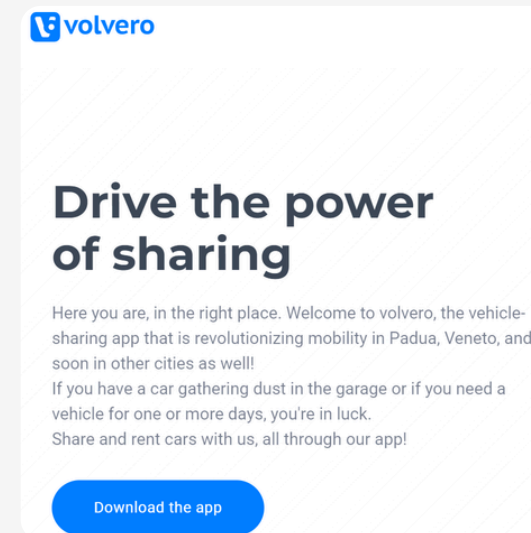 volvero
Drive the power
of sharing
Here you are, in the right place. Welcome to volvero, the vehicle-
sharing app that is revolutionizing mobility in Padua, Veneto, and
soon in other cities as well!
If you have a car gathering dust in the garage or if you need a
vehicle for one or more days, you're in luck.
Share and rent cars with us, all through our app!
Download the app